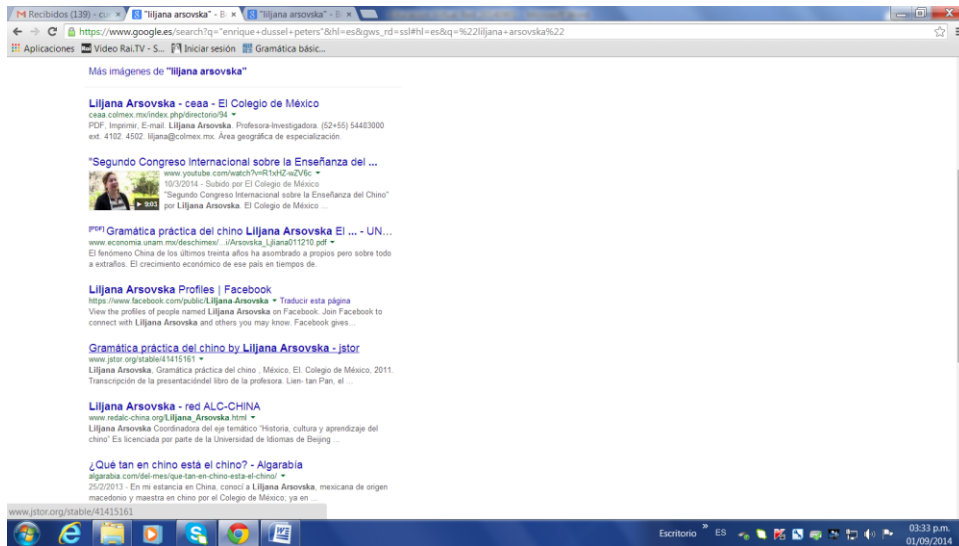 M Recibidos (139) - cur
"liljana arsovska" - B
"liljana arsovska" - B
https://www.google.es/search?q="enrique+dussel+peters"&hl=es&gws_rd=ssl#hl=es&q=%22liljana+arsovska%22
Aplicaciones Video Rai.TV - S... Iniciar sesión Gramática básic...
Más imágenes de "liljana arsovska"
Liljana Arsovska - ceaa - El Colegio de México
ceaa.colmex.mx/index.php/directorio/94
PDF, Imprimir, E-mail. Liljana Arsovska. Profesora-Investigadora. (52+55) 54403000
ext. 4102. 4502. liljana@colmex.mx. Área geográfica de especialización.
"Segundo Congreso Internacional sobre la Enseñanza del ...
www.youtube.com/watch?v=R1xHZ-wZV6c
10/3/2014 - Subido por El Colegio de México
"Segundo Congreso Internacional sobre la Enseñanza del Chino"
por Liljana Arsovska. El Colegio de México ...
9:03
[PDF] Gramática práctica del chino Liljana Arsovska El ... - UN...
www.economia.unam.mx/deschimex/.../Arsovska_Ljliana011210.pdf
El fenómeno China de los últimos treinta años ha asombrado a propios pero sobre todo
a extraños. El crecimiento económico de ese país en tiempos de.
Liljana Arsovska Profiles | Facebook
https://www.facebook.com/public/Liljana-Arsovska Traducir esta página
View the profiles of people named Liljana Arsovska on Facebook. Join Facebook to
connect with Liljana Arsovska and others you may know. Facebook gives...
Gramática práctica del chino by Liljana Arsovska - jstor
www.jstor.org/stable/41415161
Liljana Arsovska, Gramática práctica del chino , México, El. Colegio de México, 2011.
Transcripción de la presentacióndel libro de la profesora. Lien- tan Pan, el ...
Liljana Arsovska - red ALC-CHINA
www.redalc-china.org/Liljana_Arsovska.html
Liljana Arsovska Coordinadora del eje temático "Historia, cultura y aprendizaje del
chino" Es licenciada por parte de la Universidad de Idiomas de Beijing ...
¿Qué tan en chino está el chino? - Algarabía
algarabia.com/del-mes/que-tan-en-chino-esta-el-chino/
25/2/2013 - En mi estancia en China, conocí a Liljana Arsovska, mexicana de origen
macedonio y maestra en chino por el Colegio de México; ya en ...
www.jstor.org/stable/41415161
Escritorio » ES
03:33 p.m.
01/09/2014